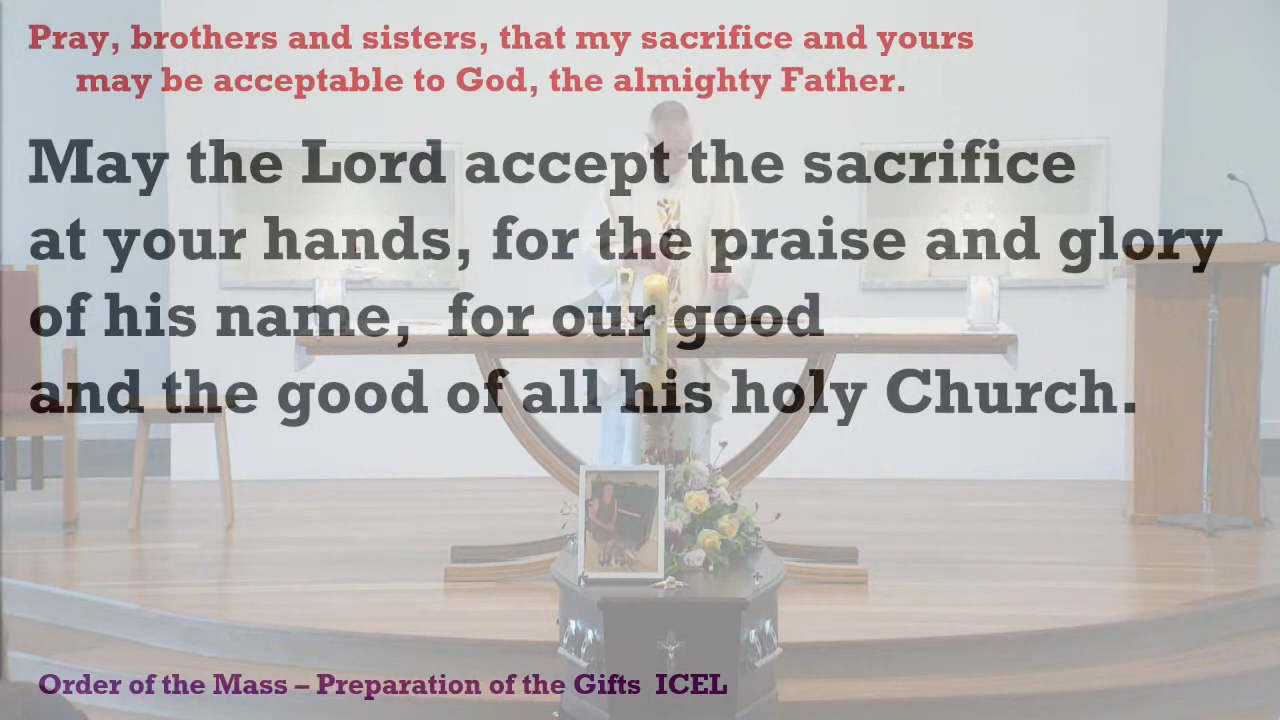 Pray, brothers and sisters, that my sacrifice and yours
may be acceptable to God, the almighty Father.
May the Lord accept the sacrifice
at your hands, for the praise and glory
of his name, for our good
and the good of all his holy Church.
Order of the Mass – Preparation of the Gifts ICEL